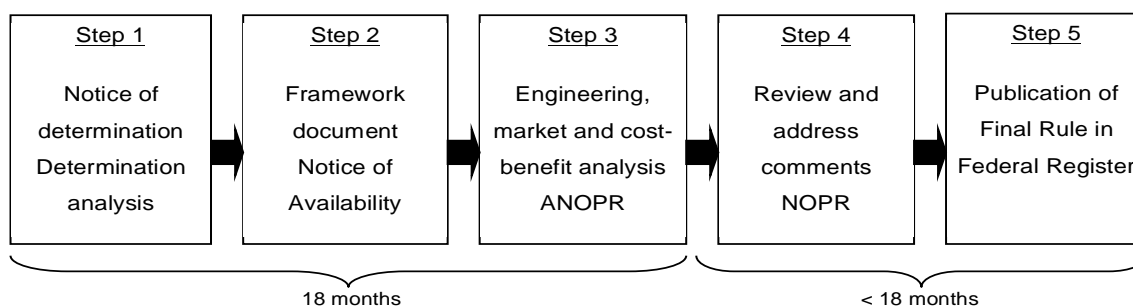 Step 1
Notice of
determination
Determination
analysis
Step 2
Framework
document
Notice of
Availability
Step 3
Engineering,
market and cost-
benefit analysis
ANOPR
Step 4
Review and
address
comments
NOPR
Step 5
Publication of
Final Rule in
Federal Register
18 months
< 18 months